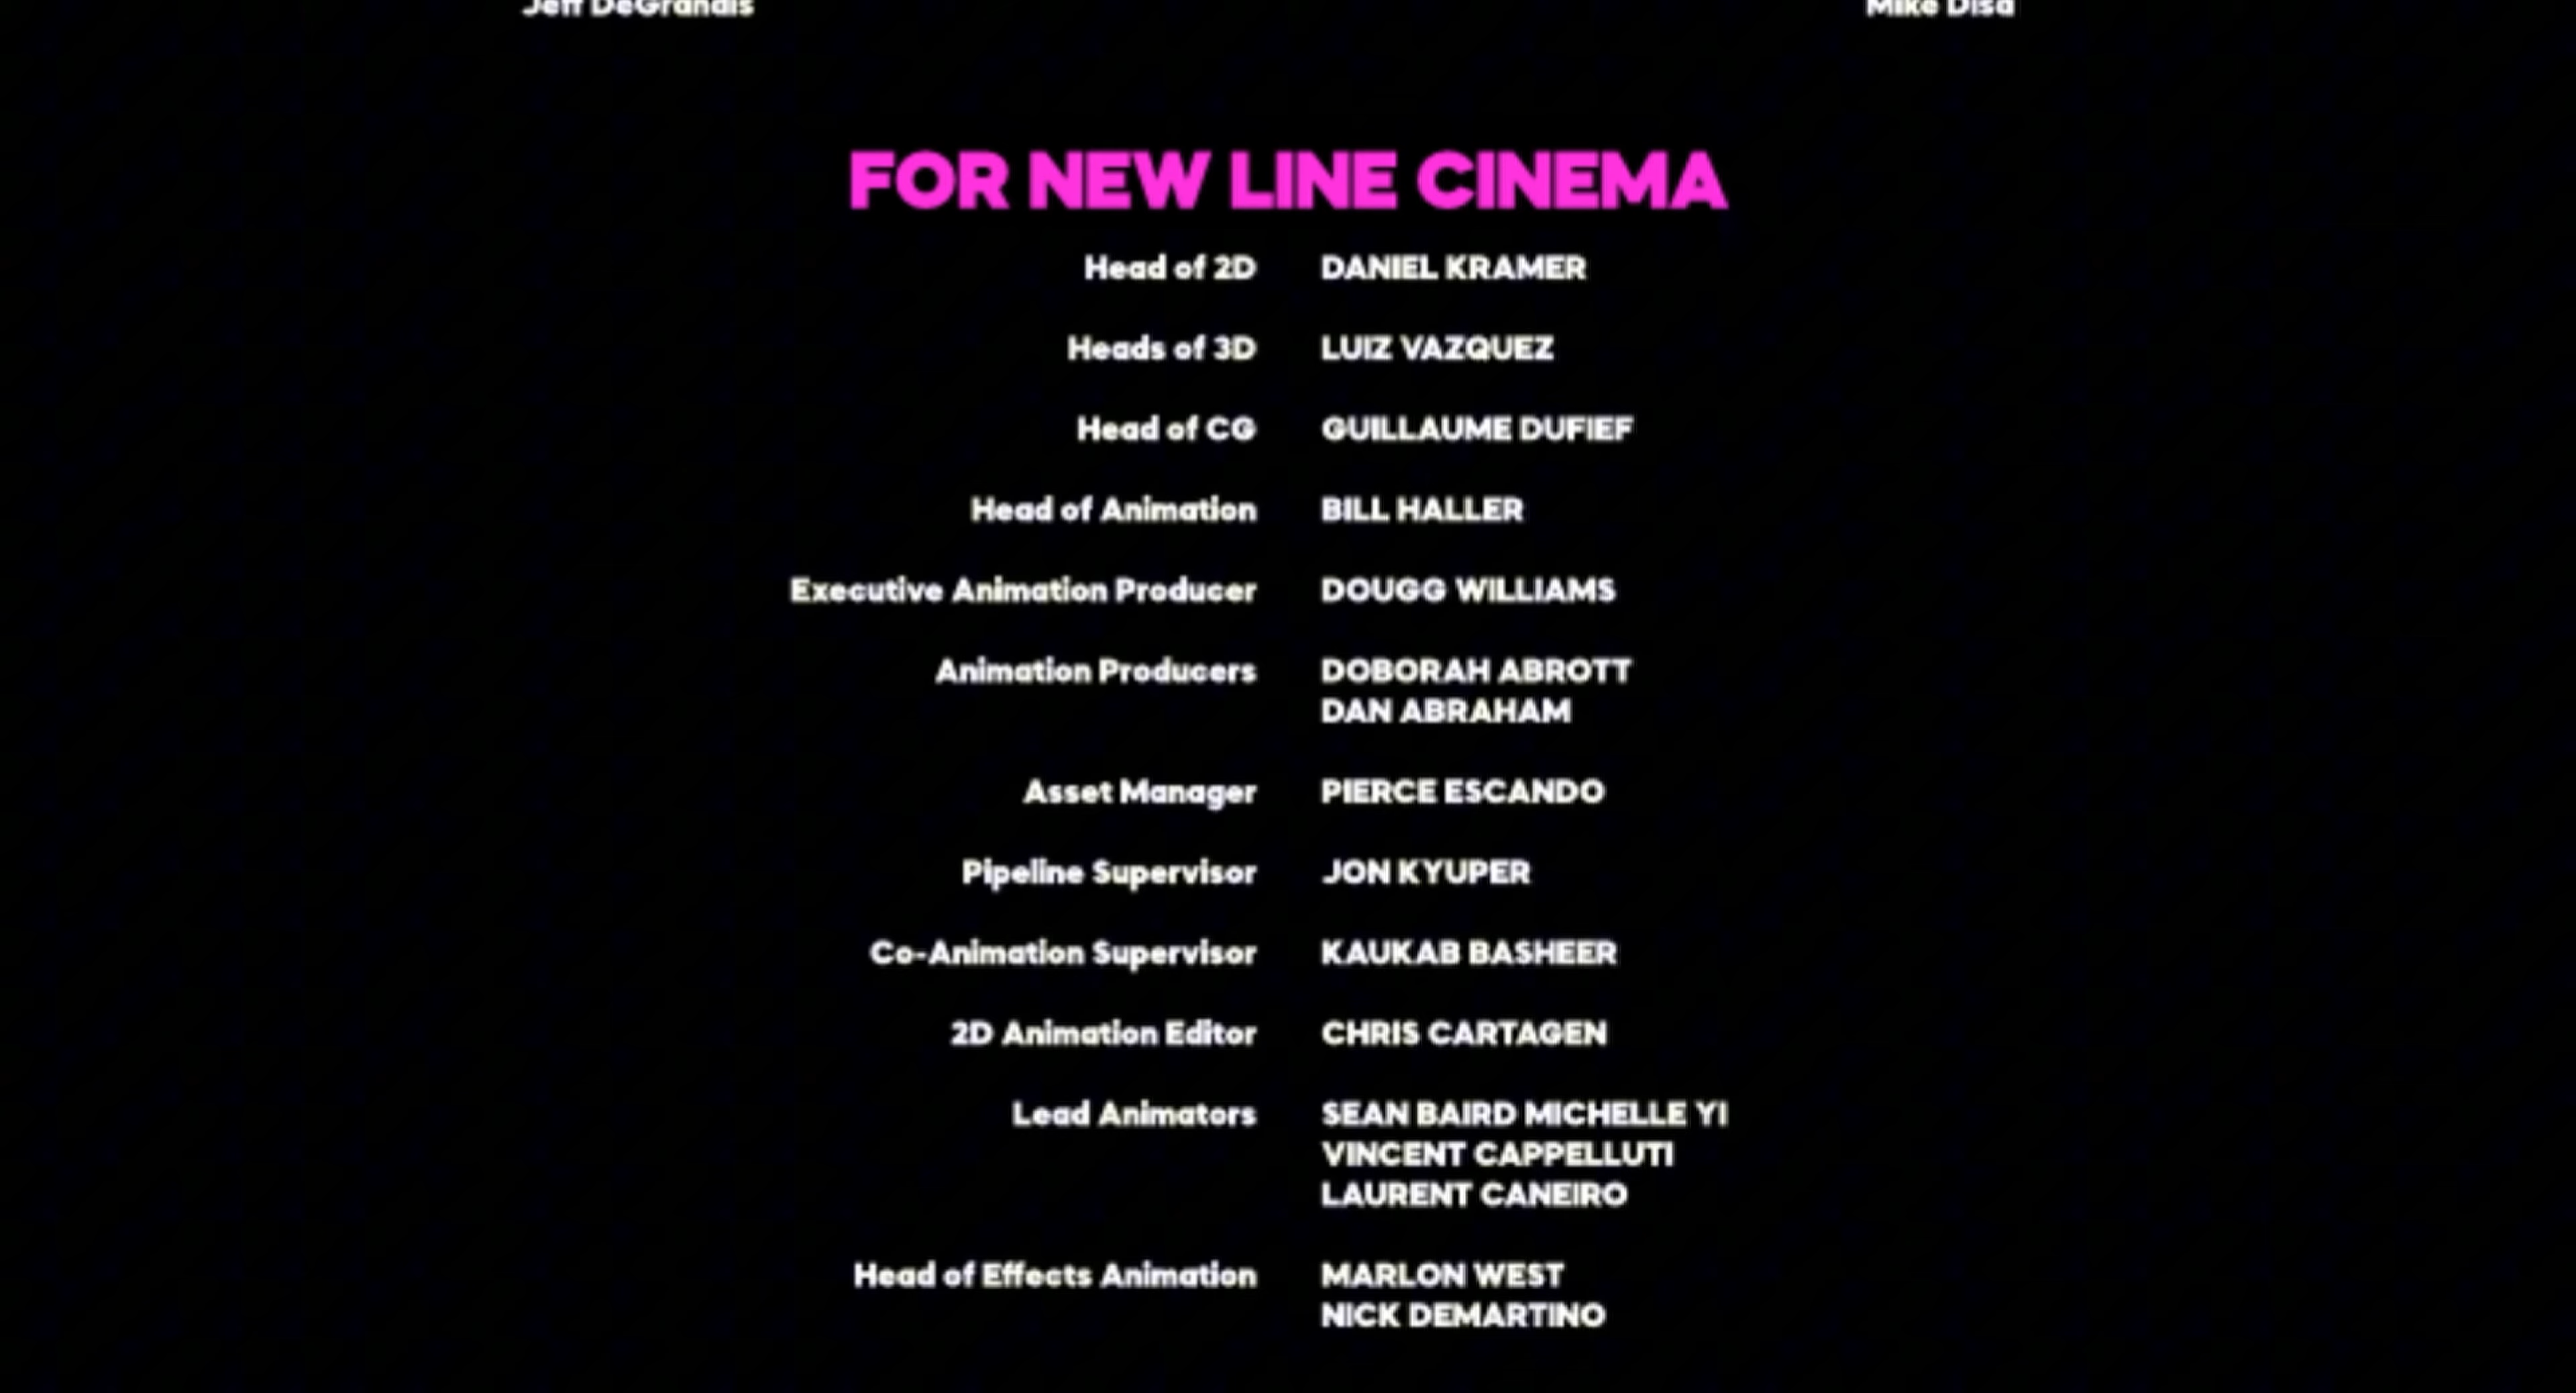 Jeff DeGrandis Mike Disa
FOR NEW LINE CINEMA
Head of 2D DANIEL KRAMER
Heads of 3D LUIZ VAZQUEZ
Head of CG GUILLAUME DUFIEF
Head of Animation BILL HALLER
Executive Animation Producer DOUGG WILLIAMS
Animation Producers DOBORAH ABROTT
DAN ABRAHAM
Asset Manager PIERCE ESCANDO
Pipeline Supervisor JON KYUPER
Co-Animation Supervisor KAUKAB BASHEER
2D Animation Editor CHRIS CARTAGEN
Lead Animators SEAN BAIRD MICHELLE YI
VINCENT CAPPELLUTI
LAURENT CANEIRO
Head of Effects Animation MARLON WEST
NICK DEMARTINO